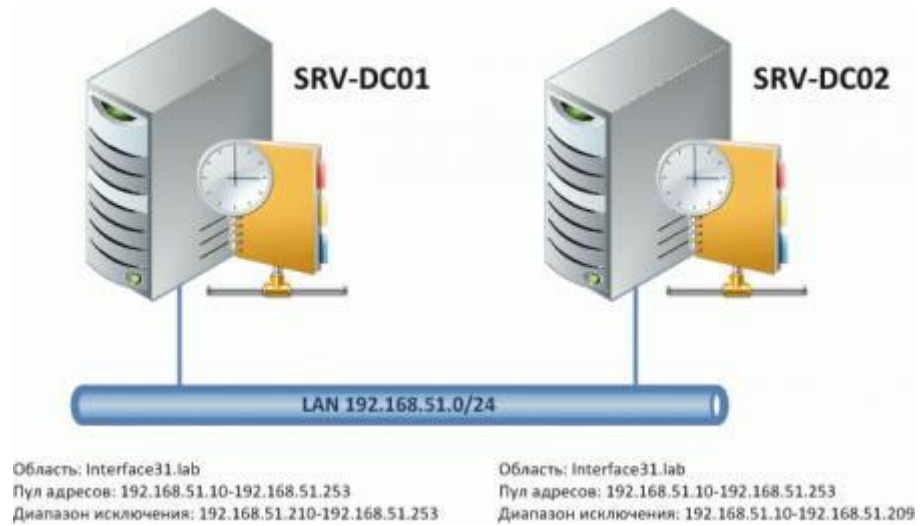 SRV-DC01
SRV-DC02
LAN 192.168.51.0/24
Область: Interface31.lab
Пул адресов: 192.168.51.10-192.168.51.253
Диапазон исключения: 192.168.51.210-192.168.51.253
Область: Interface31.lab
Пул адресов: 192.168.51.10-192.168.51.253
Диапазон исключения: 192.168.51.10-192.168.51.209